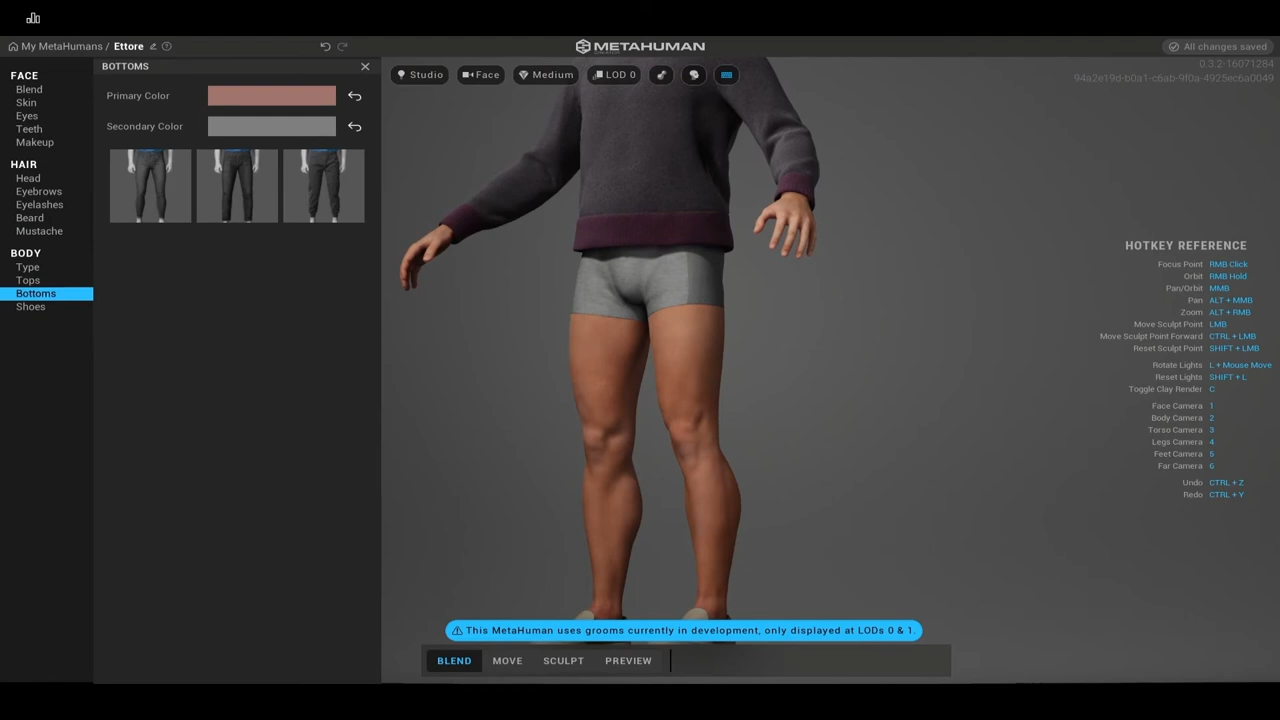 My MetaHumans / Ettore
METAHUMAN
All changes saved
0.3.2-16071284
94a2e19d-b0a1-c6ab-9f0a-4925ec6a0049
FACE
Blend
Skin
Eyes
Teeth
Makeup
HAIR
Head
Eyebrows
Eyelashes
Beard
Mustache
BODY
Type
Tops
Bottoms
Shoes
BOTTOMS
Primary Color
Secondary Color
Studio Face Medium LOD 0
HOTKEY REFERENCE
Focus Point RMB Click
Orbit RMB Hold
Pan/Orbit MMB
Pan ALT + MMB
Zoom ALT + RMB
Move Sculpt Point LMB
Move Sculpt Point Forward CTRL + LMB
Reset Sculpt Point SHIFT + LMB
Rotate Lights L + Mouse Move
Reset Lights SHIFT + L
Toggle Clay Render C
Face Camera 1
Body Camera 2
Torso Camera 3
Legs Camera 4
Feet Camera 5
Far Camera 6
Undo CTRL + Z
Redo CTRL + Y
This MetaHuman uses grooms currently in development, only displayed at LODs 0 & 1.
BLEND MOVE SCULPT PREVIEW